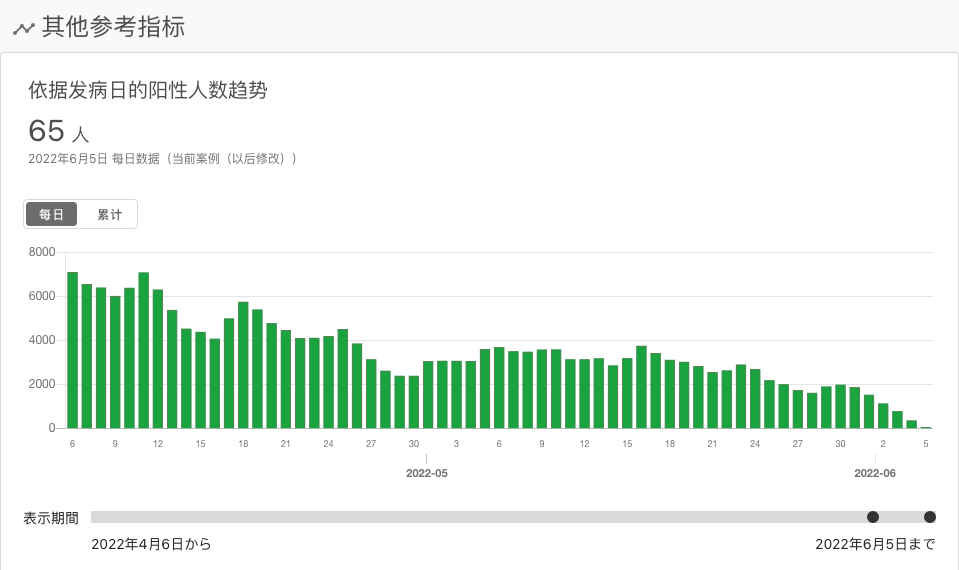 其他参考指标
依据发病日的阳性人数趋势
65 人
2022年6月5日 每日数据（当前案例（以后修改））
每日 累计
8000
6000
4000
2000
0
6 9 12 15 18 21 24 27 30 3 6 9 12 15 18 21 24 27 30 2 5
2022-05 2022-06
表示期間
2022年4月6日から 2022年6月5日まで